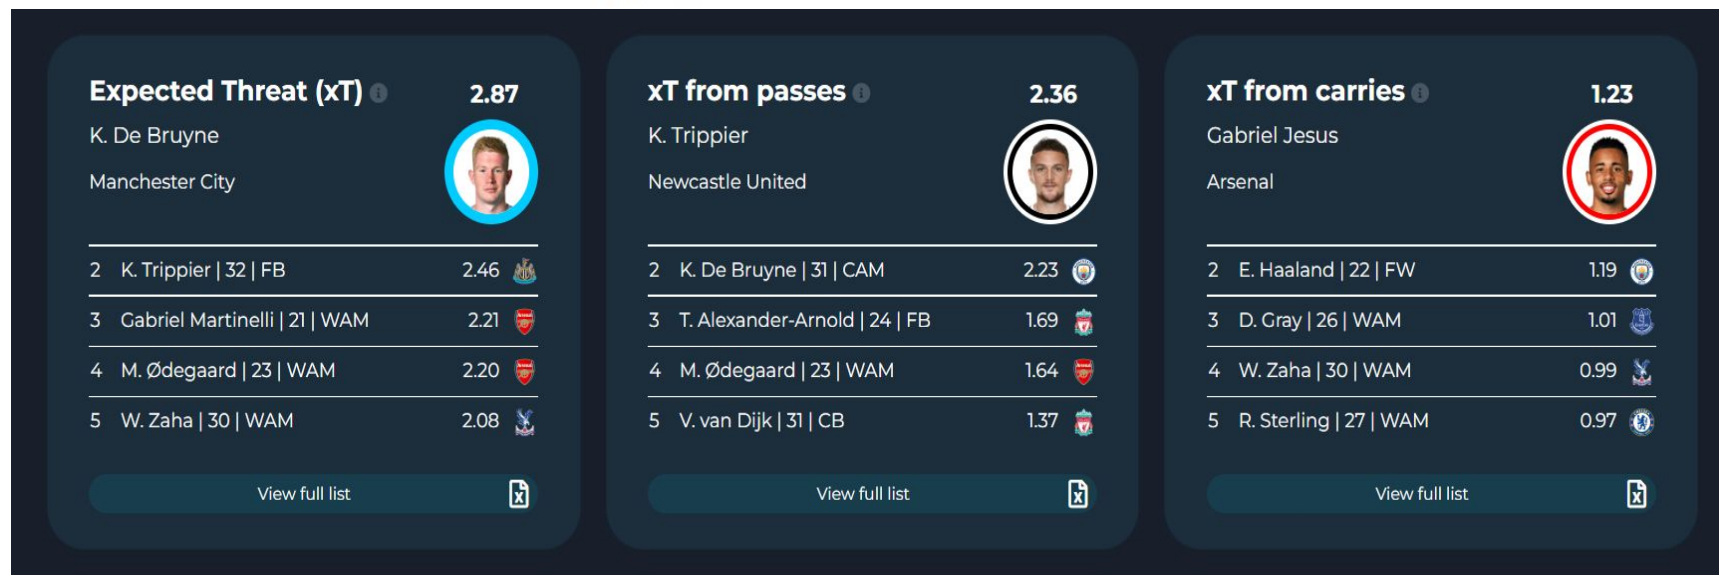 Expected Threat (xT)
2.87
K. De Bruyne
Manchester City
2 K. Trippier | 32 | FB 2.46
3 Gabriel Martinelli | 21 | WAM 2.21
4 M. Ødegaard | 23 | WAM 2.20
5 W. Zaha | 30 | WAM 2.08
View full list
xT from passes
2.36
K. Trippier
Newcastle United
2 K. De Bruyne | 31 | CAM 2.23
3 T. Alexander-Arnold | 24 | FB 1.69
4 M. Ødegaard | 23 | WAM 1.64
5 V. van Dijk | 31 | CB 1.37
View full list
xT from carries
1.23
Gabriel Jesus
Arsenal
2 E. Haaland | 22 | FW 1.19
3 D. Gray | 26 | WAM 1.01
4 W. Zaha | 30 | WAM 0.99
5 R. Sterling | 27 | WAM 0.97
View full list